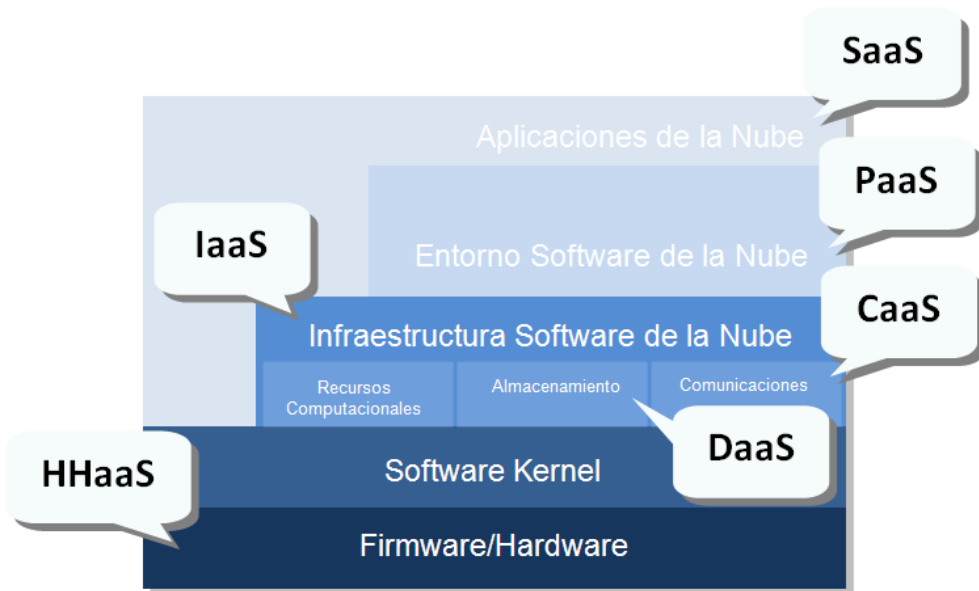 SaaS
Aplicaciones de la Nube
PaaS
IaaS
Entorno Software de la Nube
CaaS
Infraestructura Software de la Nube
Recursos
Computacionales
Almacenamiento
Comunicaciones
DaaS
HHaaS
Software Kernel
Firmware/Hardware